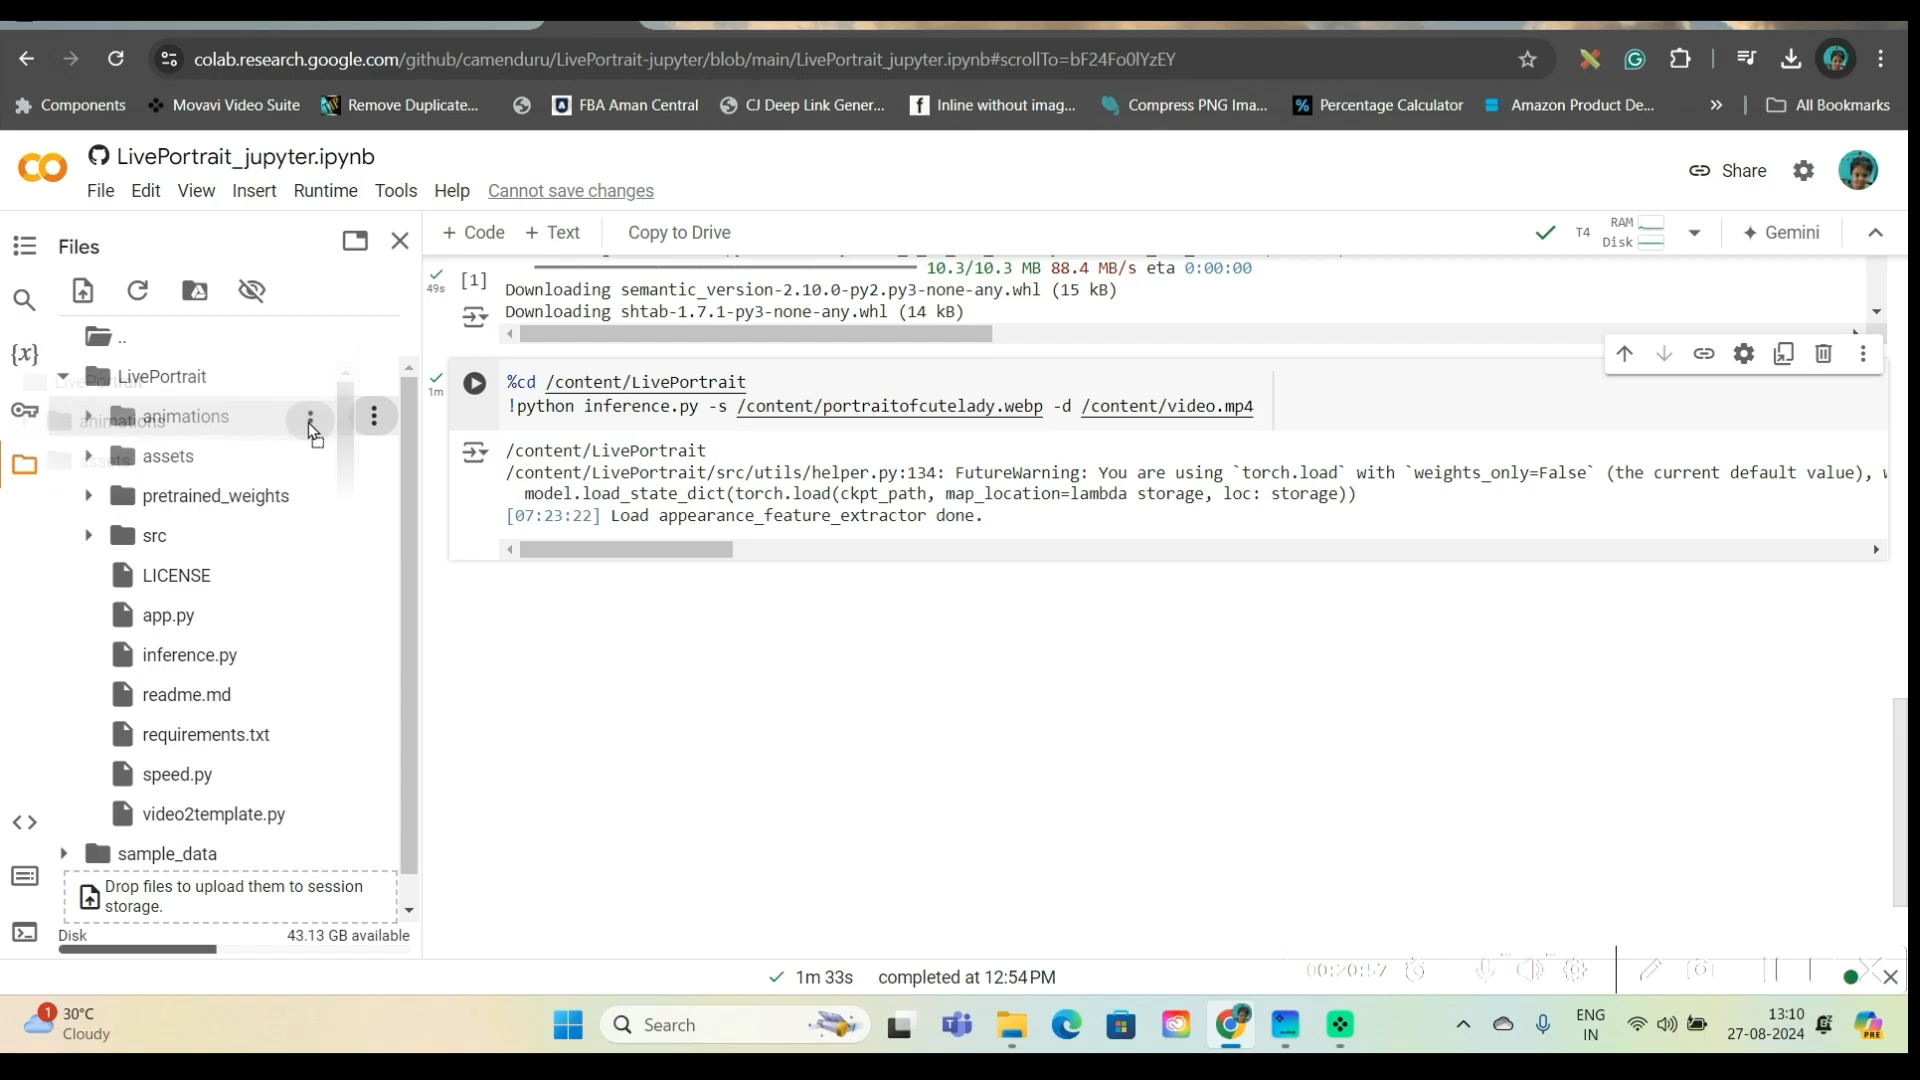 colab.research.google.com/github/camenduru/LivePortrait-jupyter/blob/main/LivePortrait_jupyter.ipynb#scrollTo=bF24Fo0lYzEY
Components
Movavi Video Suite
Remove Duplicate...
FBA Aman Central
CJ Deep Link Gener...
Inline without imag...
Compress PNG Ima...
Percentage Calculator
Amazon Product De...
»
All Bookmarks
LivePortrait_jupyter.ipynb
File Edit View Insert Runtime Tools Help Cannot save changes
Share
Files
+ Code + Text Copy to Drive
T4
RAM
Disk
Gemini
..
LivePortrait
animations
assets
pretrained_weights
src
LICENSE
app.py
inference.py
readme.md
requirements.txt
speed.py
video2template.py
sample_data
Drop files to upload them to session
storage.
Disk 43.13 GB available
{x}
49s
[1]
10.3/10.3 MB 88.4 MB/s eta 0:00:00
Downloading semantic_version-2.10.0-py2.py3-none-any.whl (15 kB)
Downloading shtab-1.7.1-py3-none-any.whl (14 kB)
1m
%cd /content/LivePortrait
!python inference.py -s /content/portraitofcutelady.webp -d /content/video.mp4
/content/LivePortrait
/content/LivePortrait/src/utils/helper.py:134: FutureWarning: You are using `torch.load` with `weights_only=False` (the current default value),
model.load_state_dict(torch.load(ckpt_path, map_location=lambda storage, loc: storage))
[07:23:22] Load appearance_feature_extractor done.
1m 33s completed at 12:54 PM
00:20:57
1
30°C
Cloudy
Search
ENG
IN
13:10
27-08-2024
PRE